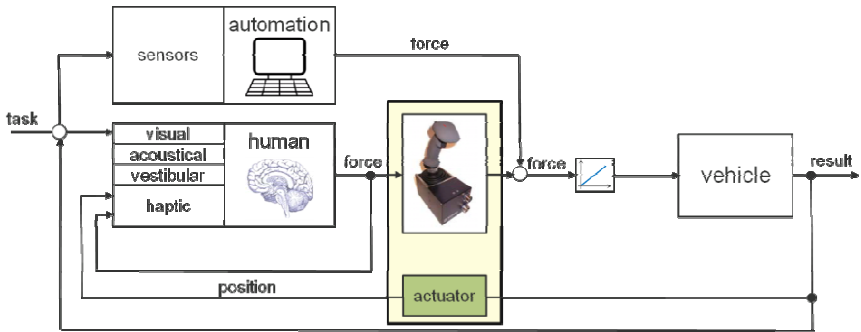 automation
sensors
force
task
visual
human
acoustical
vestibular
haptic
force
force
vehicle
result
position
actuator